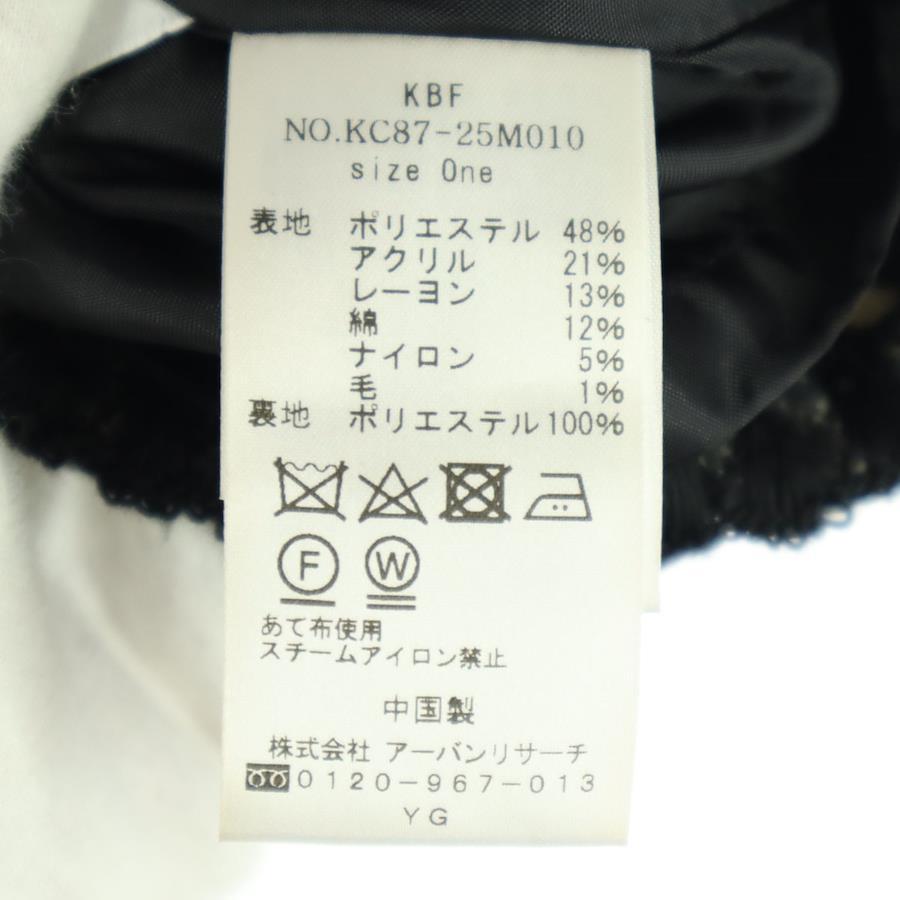 KBF
NO.KC87-25M010
size One
表地 ポリエステル 48%
アクリル 21%
レーヨン 13%
綿 12%
ナイロン 5%
毛 1%
裏地 ポリエステル 100%
F W
あて布使用
スチームアイロン禁止
中国製
株式会社 アーバンリサーチ
0120-967-013
YG